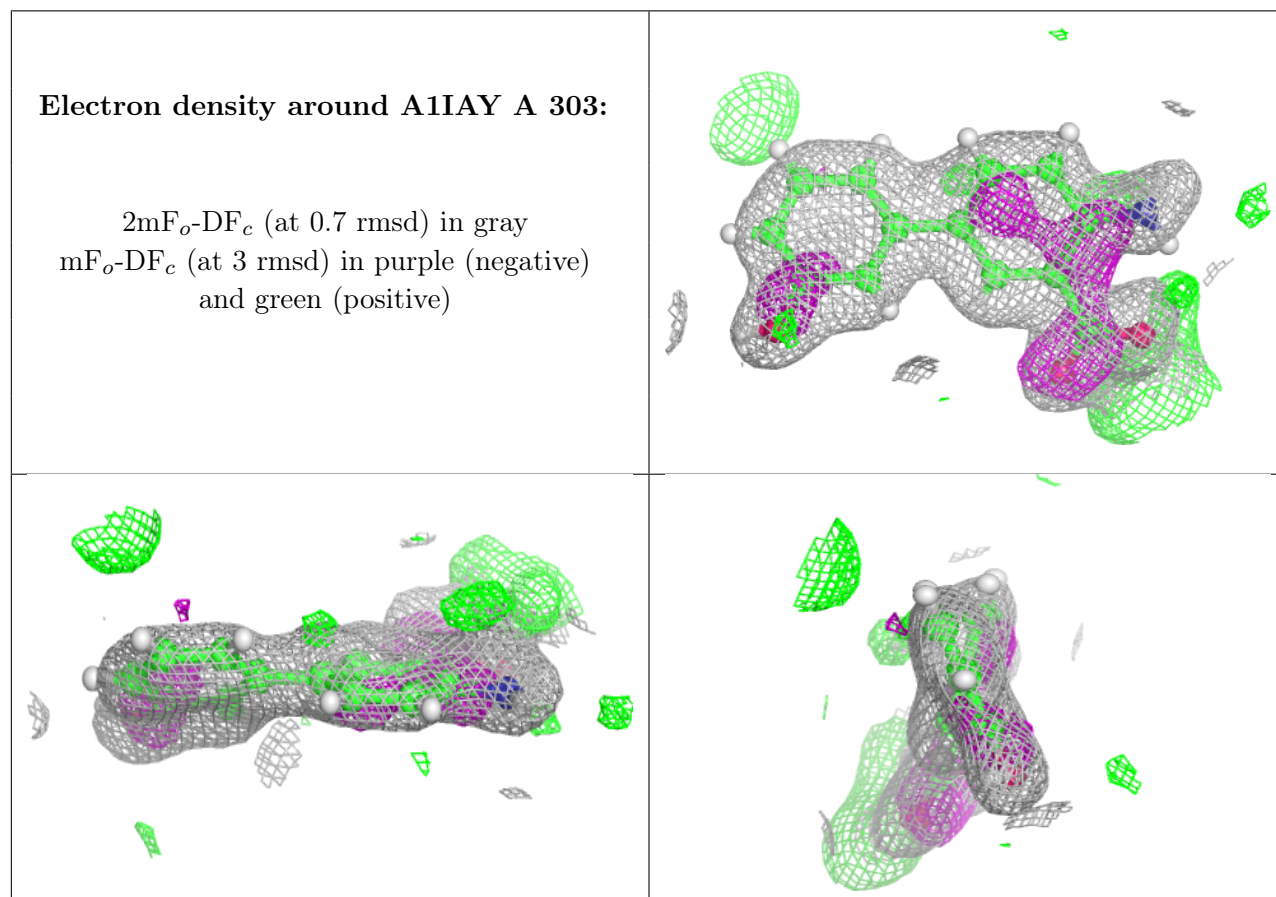 Electron density around A1IAY A 303:
2mFo-DFc (at 0.7 rmsd) in gray
mFo-DFc (at 3 rmsd) in purple (negative)
and green (positive)